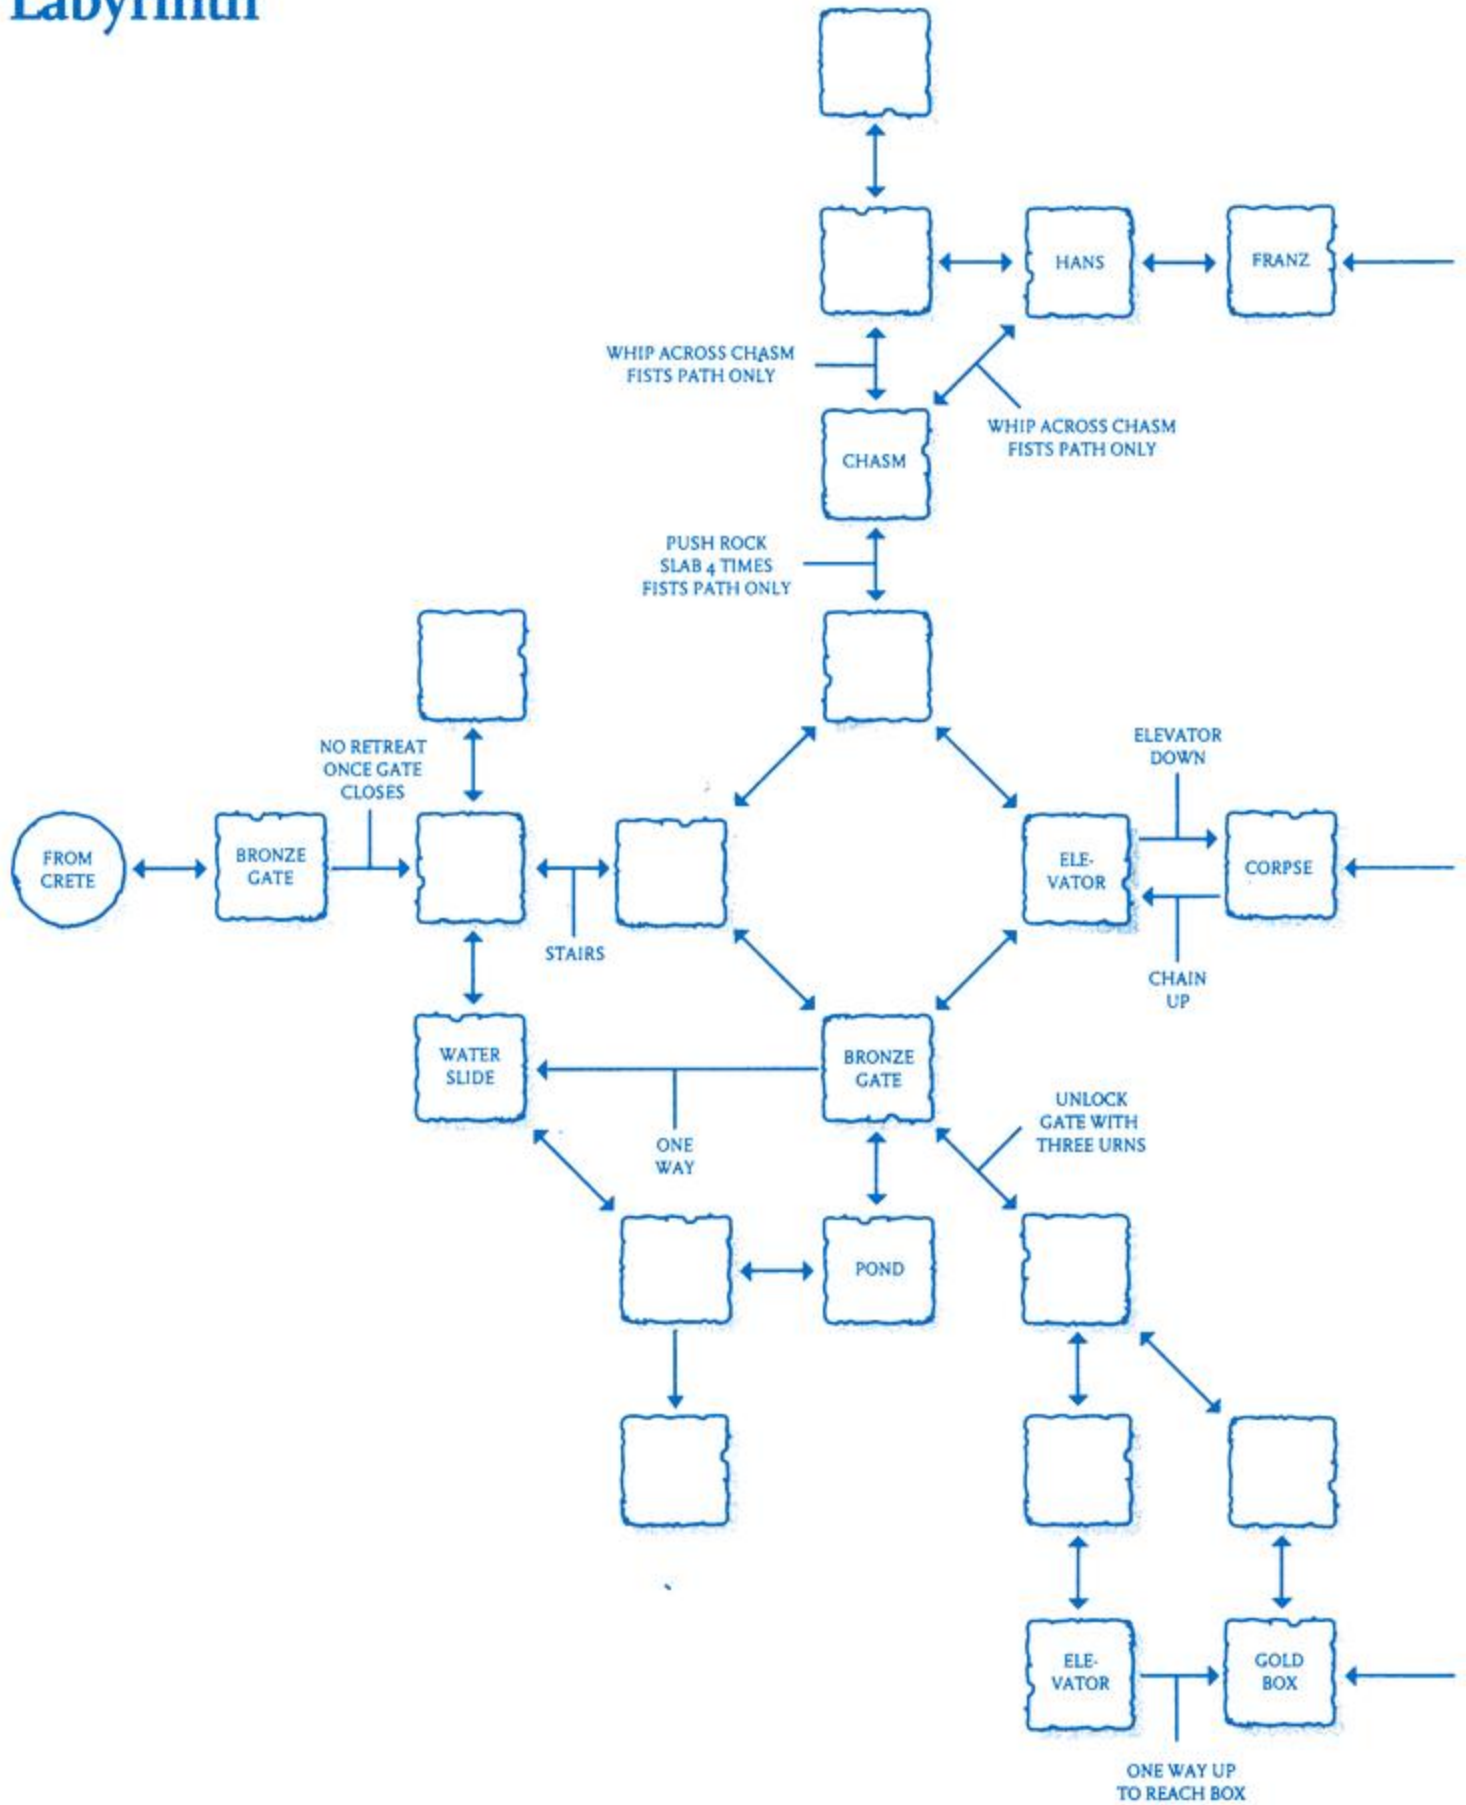 Labyrinth
HANS
FRANZ
WHIP ACROSS CHASM
FISTS PATH ONLY
WHIP ACROSS CHASM
FISTS PATH ONLY
CHASM
PUSH ROCK
SLAB 4 TIMES
FISTS PATH ONLY
NO RETREAT
ONCE GATE
CLOSES
ELEVATOR
DOWN
FROM
CRETE
BRONZE
GATE
STAIRS
ELE-
VATOR
CORPSE
CHAIN
UP
WATER
SLIDE
BRONZE
GATE
ONE
WAY
UNLOCK
GATE WITH
THREE URNS
POND
ELE-
VATOR
GOLD
BOX
ONE WAY UP
TO REACH BOX